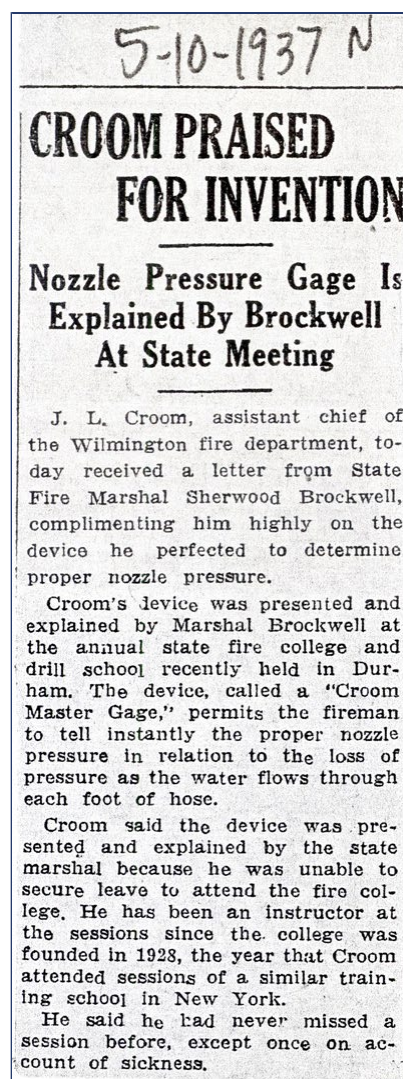 5-10-1937 N
CROOM PRAISED
FOR INVENTION
Nozzle Pressure Gage Is
Explained By Brockwell
At State Meeting
J. L. Croom, assistant chief of
the Wilmington fire department, to-
day received a letter from State
Fire Marshal Sherwood Brockwell,
complimenting him highly on the
device he perfected to determine
proper nozzle pressure.
Croom's device was presented and
explained by Marshal Brockwell at
the annual state fire college and
drill school recently held in Dur-
ham. The device, called a "Croom
Master Gage," permits the fireman
to tell instantly the proper nozzle
pressure in relation to the loss of
pressure as the water flows through
each foot of hose.
Croom said the device was pre-
sented and explained by the state
marshal because he was unable to
secure leave to attend the fire col-
lege. He has been an instructor at
the sessions since the college was
founded in 1928, the year that Croom
attended sessions of a similar train-
ing school in New York.
He said he had never missed a
session before, except once on ac-
count of sickness.